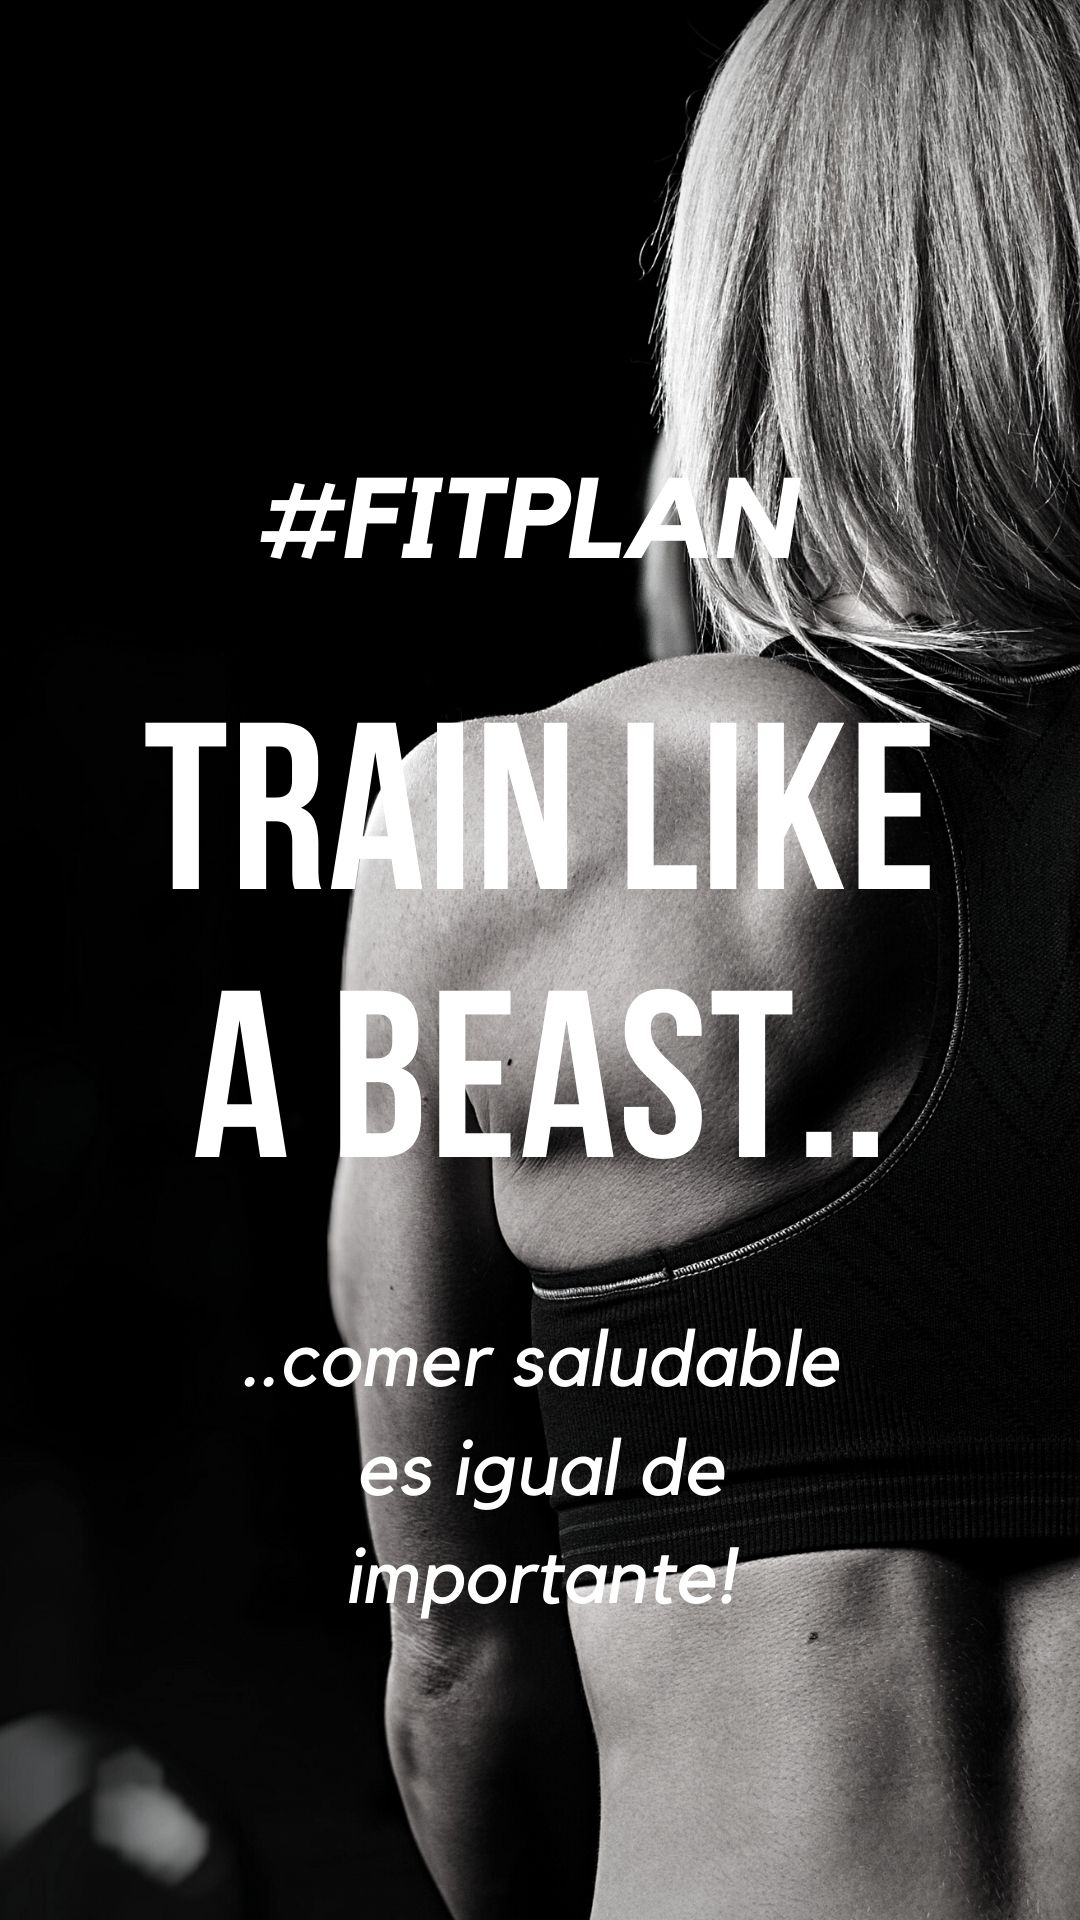 #FITPLAN
TRAIN LIKE
A BEAST..
..comer saludable
es igual de
importante!